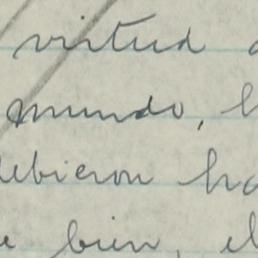 virtud
mundo,
debieron
bien,